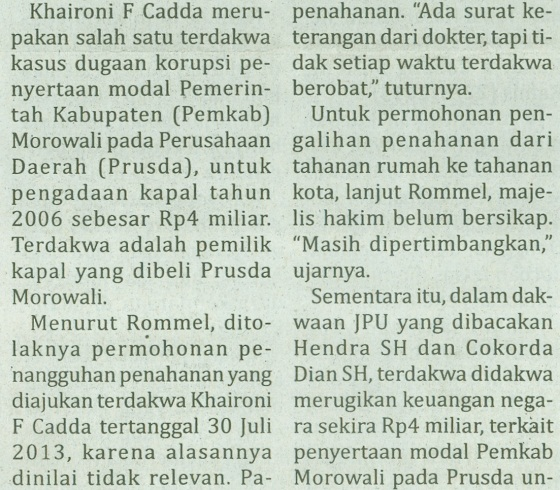 Khaironi F Cadda meru-
pakan salah satu terdakwa
kasus dugaan korupsi pe-
nyertaan modal Pemerin-
tah Kabupaten (Pemkab)
Morowali pada Perusahaan
Daerah (Prusda), untuk
pengadaan kapal tahun
2006 sebesar Rp4 miliar.
Terdakwa adalah pemilik
kapal yang dibeli Prusda
Morowali.
Menurut Rommel, dito-
laknya permohonan pe-
nangguhan penahanan yang
diajukan terdakwa Khaironi
F Cadda tertanggal 30 Juli
2013, karena alasannya
dinilai tidak relevan. Pa-
penahanan. “Ada surat ke-
terangan dari dokter, tapi ti-
dak setiap waktu terdakwa
berobat,” tuturnya.
Untuk permohonan pen-
galihan penahanan dari
tahanan rumah ke tahanan
kota, lanjut Rommel, maje-
lis hakim belum bersikap.
“Masih dipertimbangkan,”
ujarnya.
Sementara itu, dalam dak-
waan JPU yang dibacakan
Hendra SH dan Cokorda
Dian SH, terdakwa didakwa
merugikan keuangan nega-
ra sekira Rp4 miliar, terkait
penyertaan modal Pemkab
Morowali pada Prusda un-